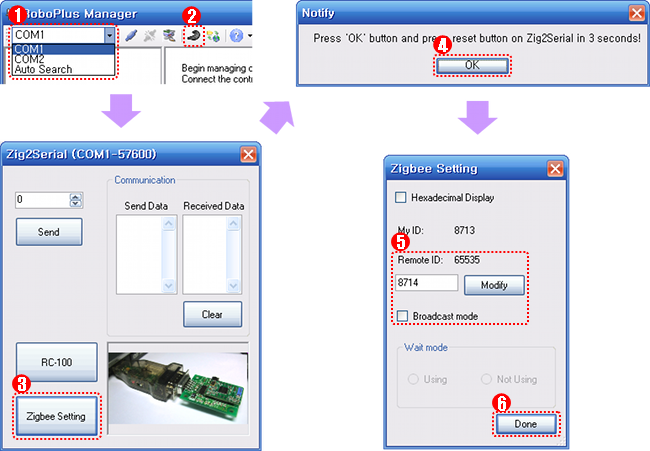 1
RoboPlus Manager
2
COM1
COM1
COM2
Auto Search
Begin managing
Connect the
Notify
Press `OK` button and reset button on Zig2Serial in 3 seconds!
4
OK
Zig2Serial (COM1-57600)
0
Send
Communication
Send Data Received Data
Clear
RC-100
3
Zigbee Setting
Zigbee Setting
Hexadecimal Display
My ID: 8713
5
Remote ID: 65535
8714
Modify
Broadcast mode
Wait mode
Using Not Using
6
Done